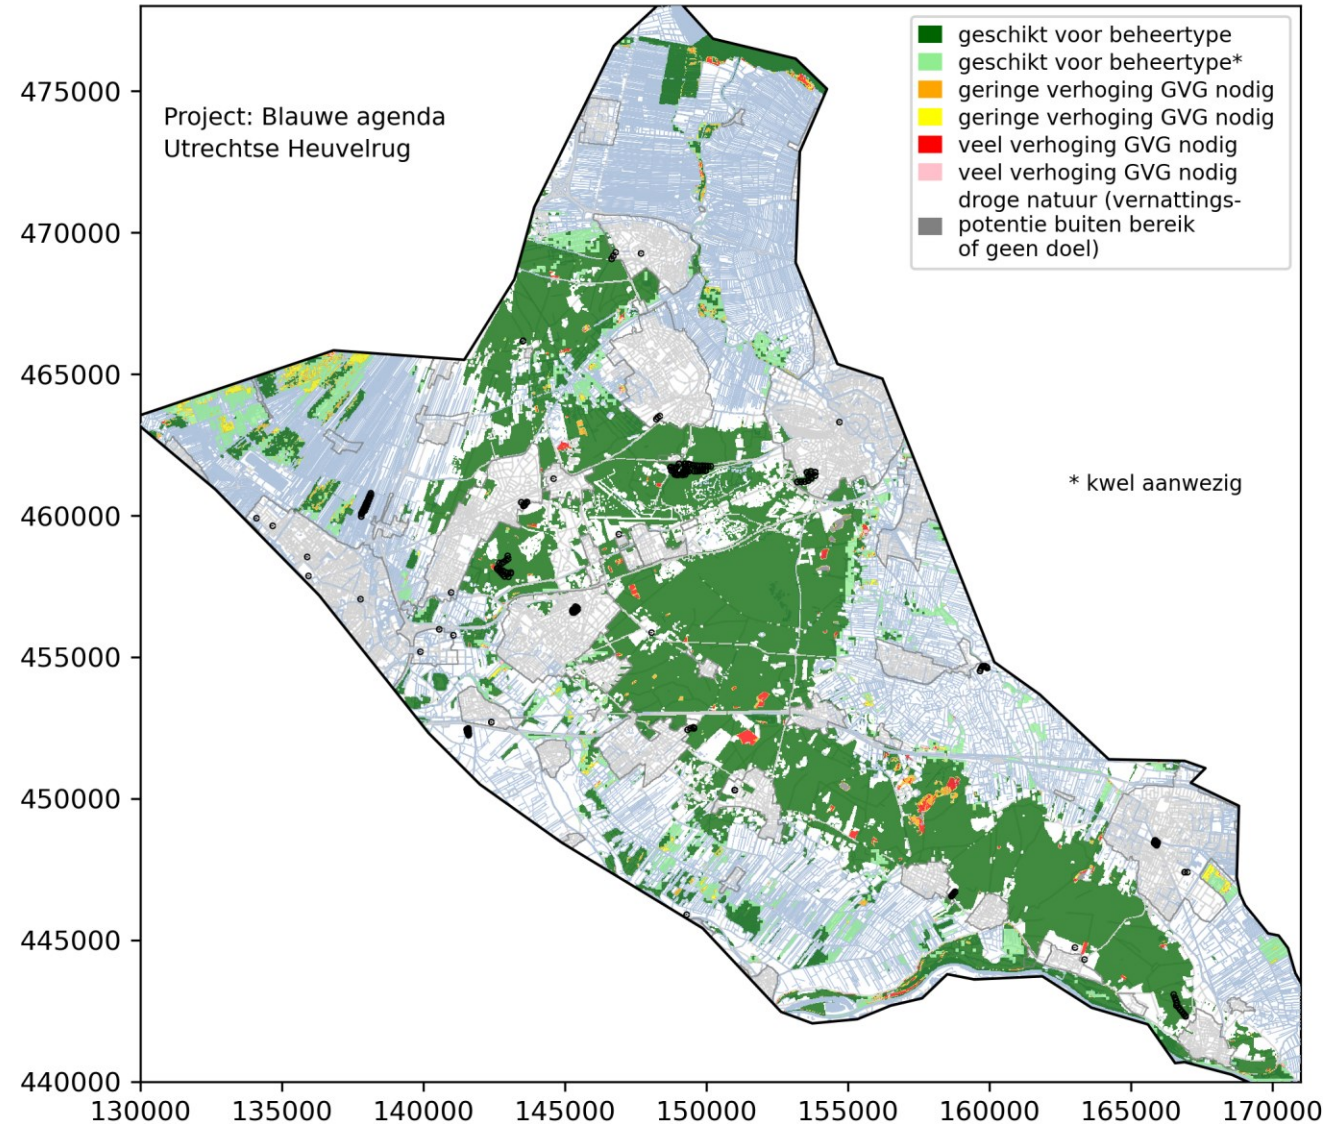 geschikt voor beheertype
geschikt voor beheertype*
geringe verhoging GVG nodig
geringe verhoging GVG nodig
veel verhoging GVG nodig
veel verhoging GVG nodig
droge natuur (vernattings-
potentie buiten bereik
of geen doel)
Project: Blauwe agenda
Utrechtse Heuvelrug
* kwel aanwezig
475000
470000
465000
460000
455000
450000
445000
440000
130000 135000 140000 145000 150000 155000 160000 165000 170000